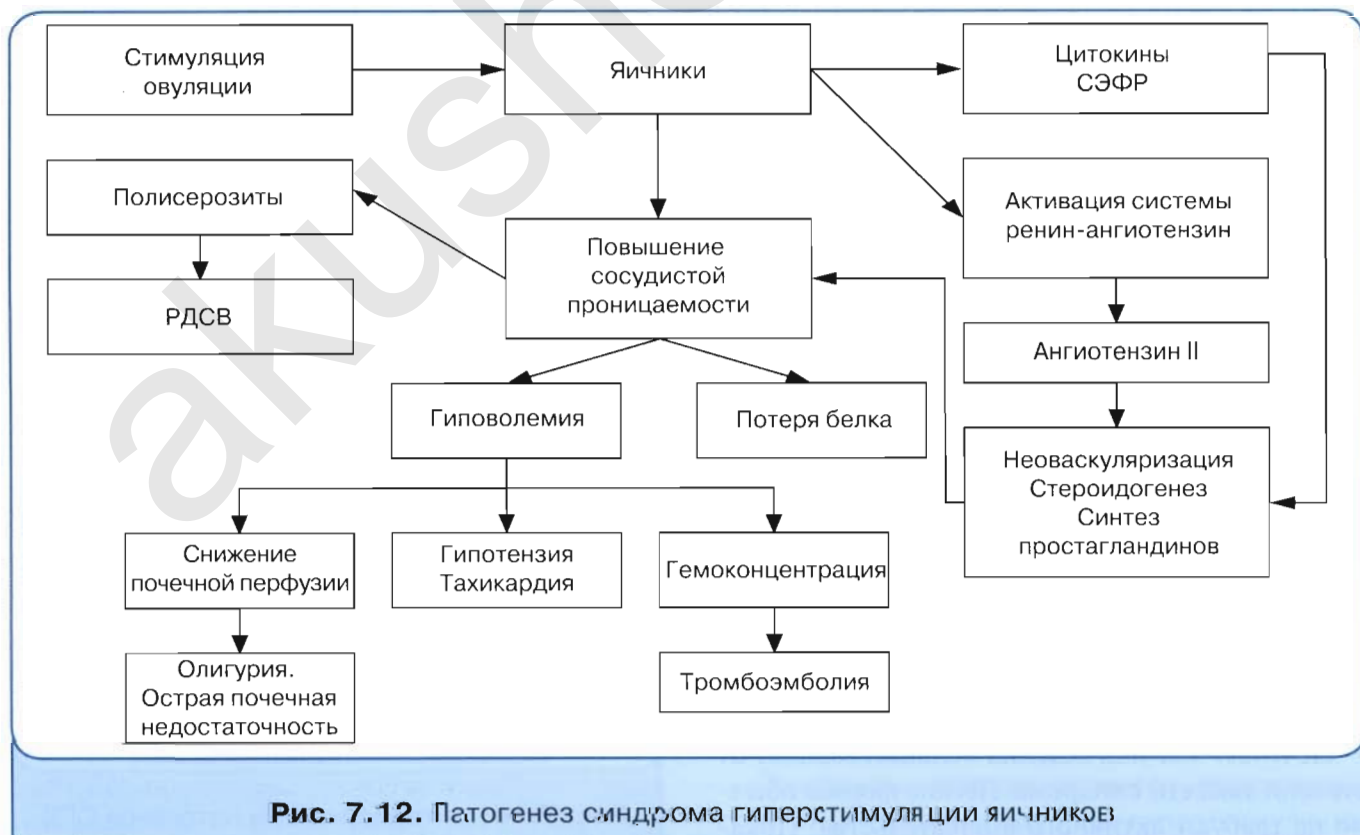 Стимуляция
овуляции
Яичники
Цитокины
СЭФР
Полисерозиты
Активация системы
ренин-ангиотензин
Повышение
сосудистой
проницаемости
РДСВ
Ангиотензин II
Гиповолемия
Потеря белка
Неоваскуляризация
Стероидогенез
Синтез
простагландинов
Снижение
почечной перфузии
Гипотензия
Тахикардия
Гемоконцентрация
Олигурия.
Острая почечная
недостаточность
Тромбоэмболия
Рис. 7.12. Патогенез синдрома гиперстимуляции яичников
akush